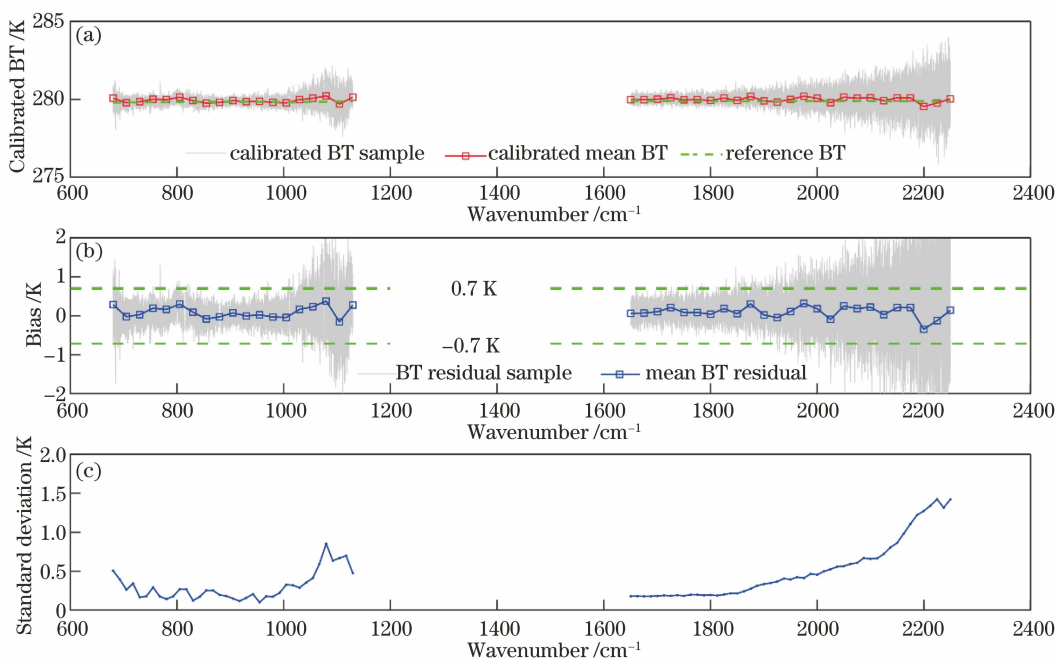 285
(a)
Calibrated BT /K
280
calibrated BT sample calibrated mean BT reference BT
275
600 800 1000 1200 1400 1600 1800 2000 2200 2400
Wavenumber /cm⁻¹
2
(b)
1
0.7 K
Bias /K
0
−0.7 K
−1
BT residual sample mean BT residual
−2
600 800 1000 1200 1400 1600 1800 2000 2200 2400
Wavenumber /cm⁻¹
2.0
(c)
Standard deviation /K
1.5
1.0
0.5
0
600 800 1000 1200 1400 1600 1800 2000 2200 2400
Wavenumber /cm⁻¹